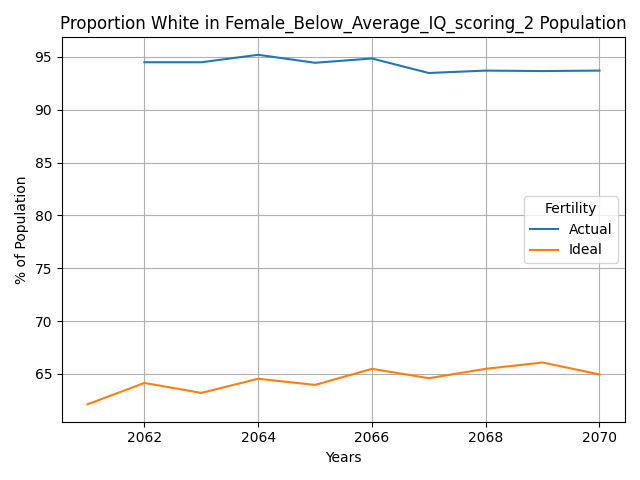 Proportion White in Female_Below_Average_IQ_scoring_2 Population
95
90
85
80
75
70
65
% of Population
Fertility
Actual
Ideal
2062 2064 2066 2068 2070
Years